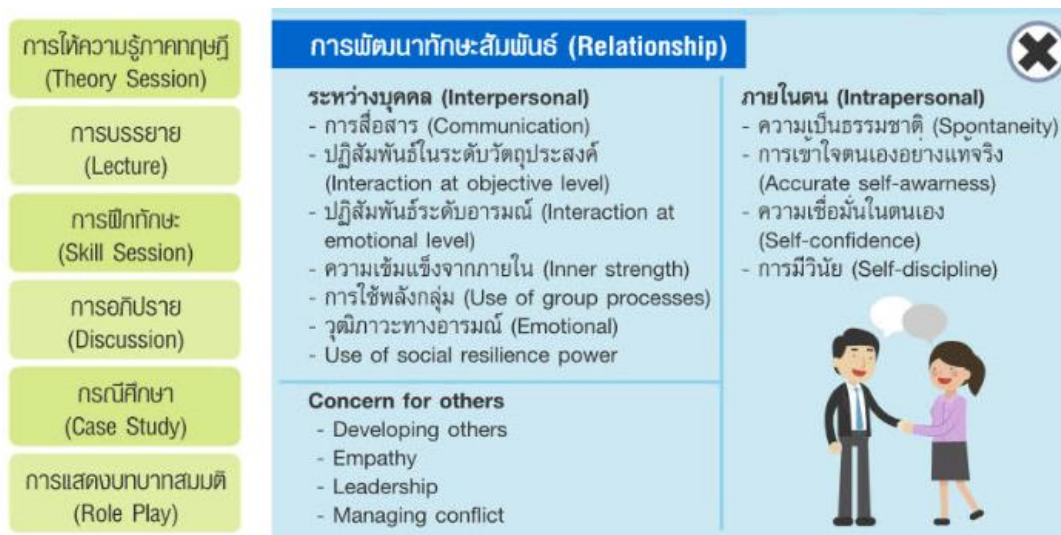 การให้ความรู้ภาคทฤษฎี
(Theory Session)
การบรรยาย
(Lecture)
การฝึกทักษะ
(Skill Session)
การอภิปราย
(Discussion)
กรณีศึกษา
(Case Study)
การแสดงบทบาทสมมติ
(Role Play)
การพัฒนาทักษะสัมพันธ์ (Relationship)
ระหว่างบุคคล (Interpersonal)
- การสื่อสาร (Communication)
- ปฏิสัมพันธ์ในระดับวัตถุประสงค์
(Interaction at objective level)
- ปฏิสัมพันธ์ระดับอารมณ์ (Interaction at
emotional level)
- ความเข้มแข็งจากภายใน (Inner strength)
- การใช้พลังกลุ่ม (Use of group processes)
- วุฒิภาวะทางอารมณ์ (Emotional)
- Use of social resilience power
Concern for others
- Developing others
- Empathy
- Leadership
- Managing conflict
ภายในตน (Intrapersonal)
- ความเป็นธรรมชาติ (Spontaneity)
- การเข้าใจตนเองอย่างแท้จริง
(Accurate self-awarness)
- ความเชื่อมั่นในตนเอง
(Self-confidence)
- การมีวินัย (Self-discipline)